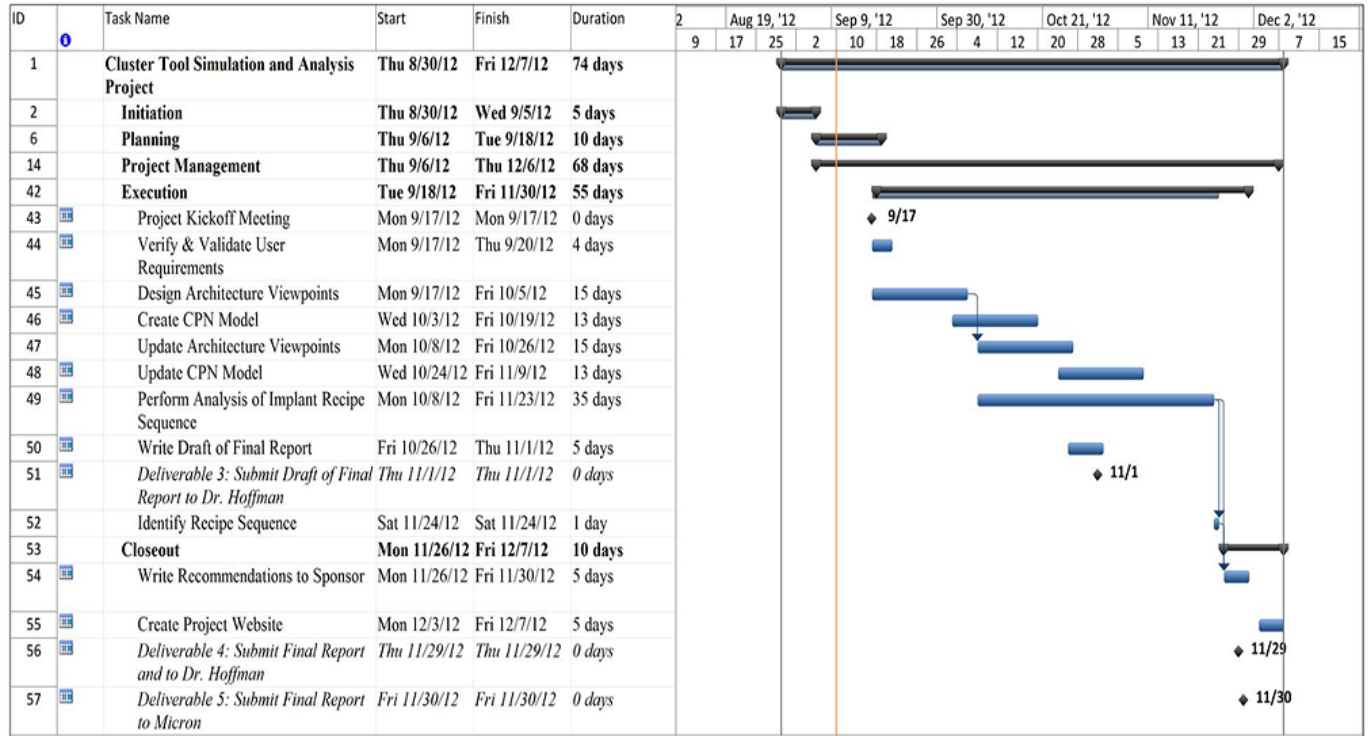 ID Task Name Start Finish Duration 2 Aug 19, '12 Sep 9, '12 Sep 30, '12 Oct 21, '12 Nov 11, '12 Dec 2, '12
9 17 25 2 10 18 26 4 12 20 28 5 13 21 29 7 15
1 Cluster Tool Simulation and Analysis Thu 8/30/12 Fri 12/7/12 74 days
Project
2 Initiation Thu 8/30/12 Wed 9/5/12 5 days
6 Planning Thu 9/6/12 Tue 9/18/12 10 days
14 Project Management Thu 9/6/12 Thu 12/6/12 68 days
42 Execution Tue 9/18/12 Fri 11/30/12 55 days
43 Project Kickoff Meeting Mon 9/17/12 Mon 9/17/12 0 days 9/17
44 Verify & Validate User Mon 9/17/12 Thu 9/20/12 4 days
Requirements
45 Design Architecture Viewpoints Mon 9/17/12 Fri 10/5/12 15 days
46 Create CPN Model Wed 10/3/12 Fri 10/19/12 13 days
47 Update Architecture Viewpoints Mon 10/8/12 Fri 10/26/12 15 days
48 Update CPN Model Wed 10/24/12 Fri 11/9/12 13 days
49 Perform Analysis of Implant Recipe Mon 10/8/12 Fri 11/23/12 35 days
Sequence
50 Write Draft of Final Report Fri 10/26/12 Thu 11/1/12 5 days
51 Deliverable 3: Submit Draft of Final Thu 11/1/12 Thu 11/1/12 0 days 11/1
Report to Dr. Hoffman
52 Identify Recipe Sequence Sat 11/24/12 Sat 11/24/12 1 day
53 Closeout Mon 11/26/12 Fri 12/7/12 10 days
54 Write Recommendations to Sponsor Mon 11/26/12 Fri 11/30/12 5 days
55 Create Project Website Mon 12/3/12 Fri 12/7/12 5 days
56 Deliverable 4: Submit Final Report Thu 11/29/12 Thu 11/29/12 0 days 11/29
and to Dr. Hoffman
57 Deliverable 5: Submit Final Report Fri 11/30/12 Fri 11/30/12 0 days 11/30
to Micron